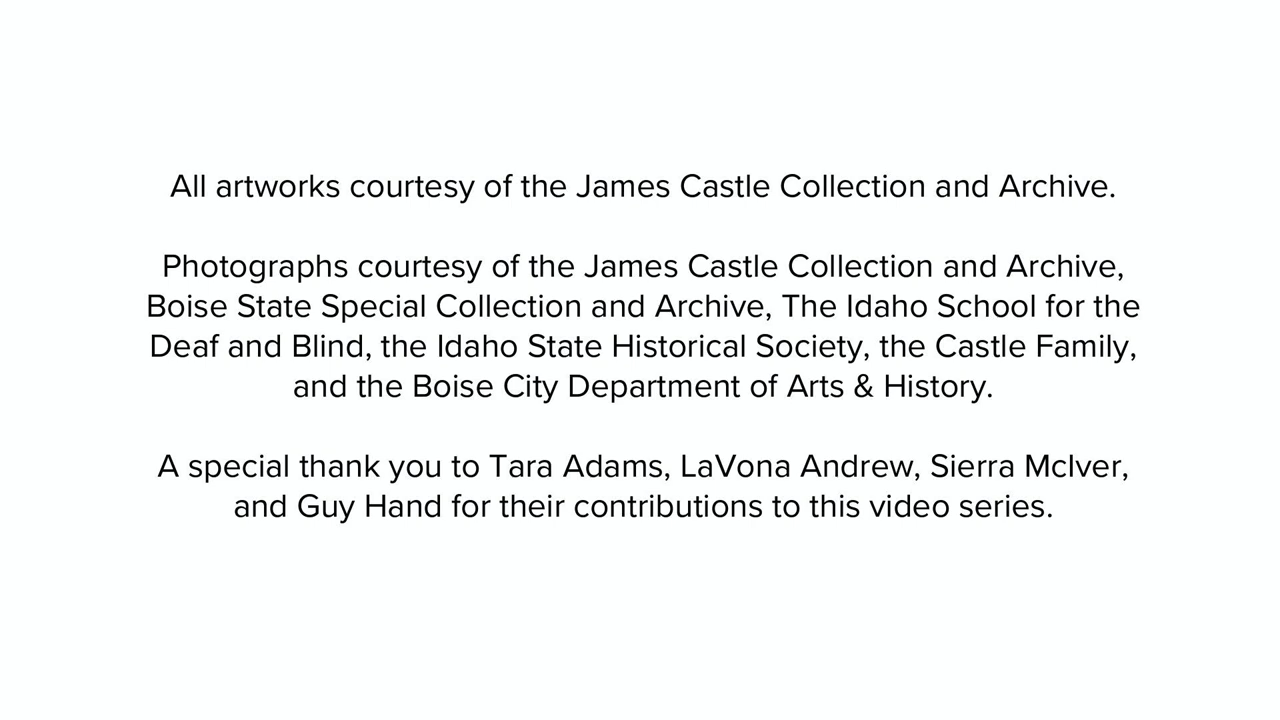 All artworks courtesy of the James Castle Collection and Archive.
Photographs courtesy of the James Castle Collection and Archive,
Boise State Special Collection and Archive, The Idaho School for the
Deaf and Blind, the Idaho State Historical Society, the Castle Family,
and the Boise City Department of Arts & History.
A special thank you to Tara Adams, LaVona Andrew, Sierra McIver,
and Guy Hand for their contributions to this video series.